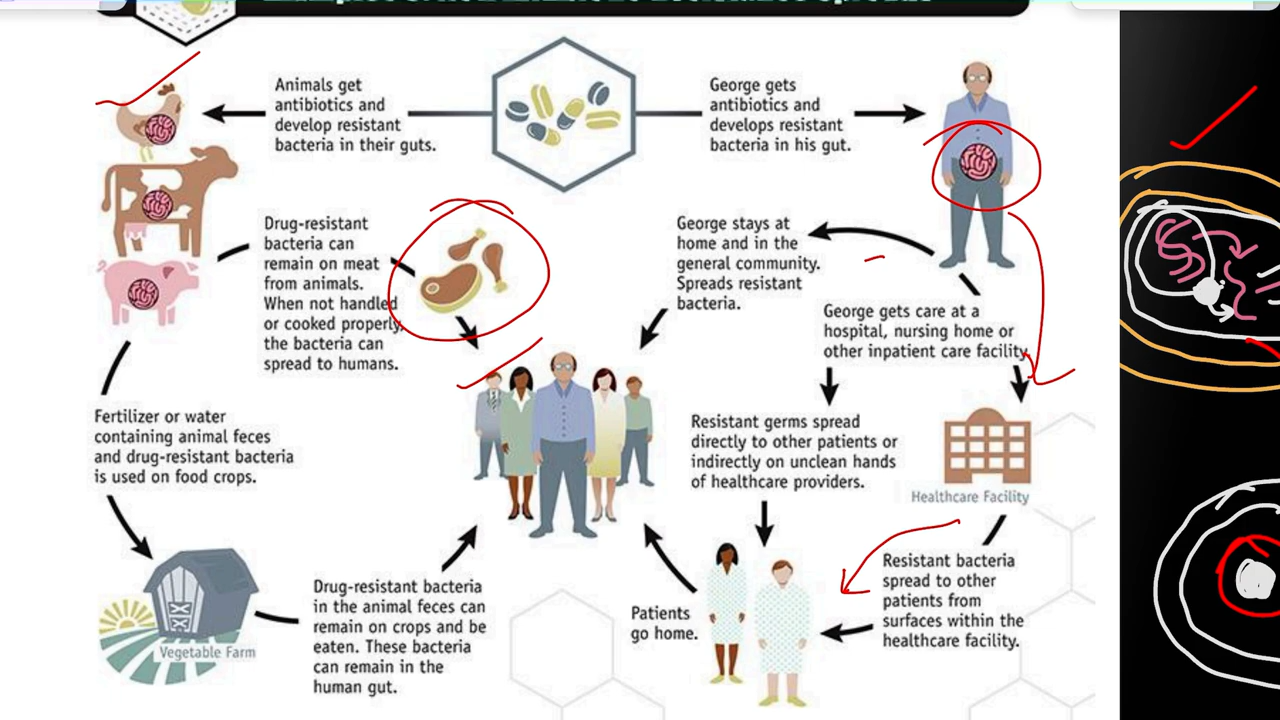 Animals get
antibiotics and
develop resistant
bacteria in their guts.
George gets
antibiotics and
develops resistant
bacteria in his gut.
Drug-resistant
bacteria can
remain on meat
from animals.
When not handled
or cooked properly,
the bacteria can
spread to humans.
George stays at
home and in the
general community.
Spreads resistant
bacteria.
George gets care at a
hospital, nursing home or
other inpatient care facility.
Fertilizer or water
containing animal feces
and drug-resistant bacteria
is used on food crops.
Resistant germs spread
directly to other patients or
indirectly on unclean hands
of healthcare providers.
Healthcare Facility
Vegetable Farm
Drug-resistant bacteria
in the animal feces can
remain on crops and be
eaten. These bacteria
can remain in the
human gut.
Patients
go home.
Resistant bacteria
spread to other
patients from
surfaces within the
healthcare facility.